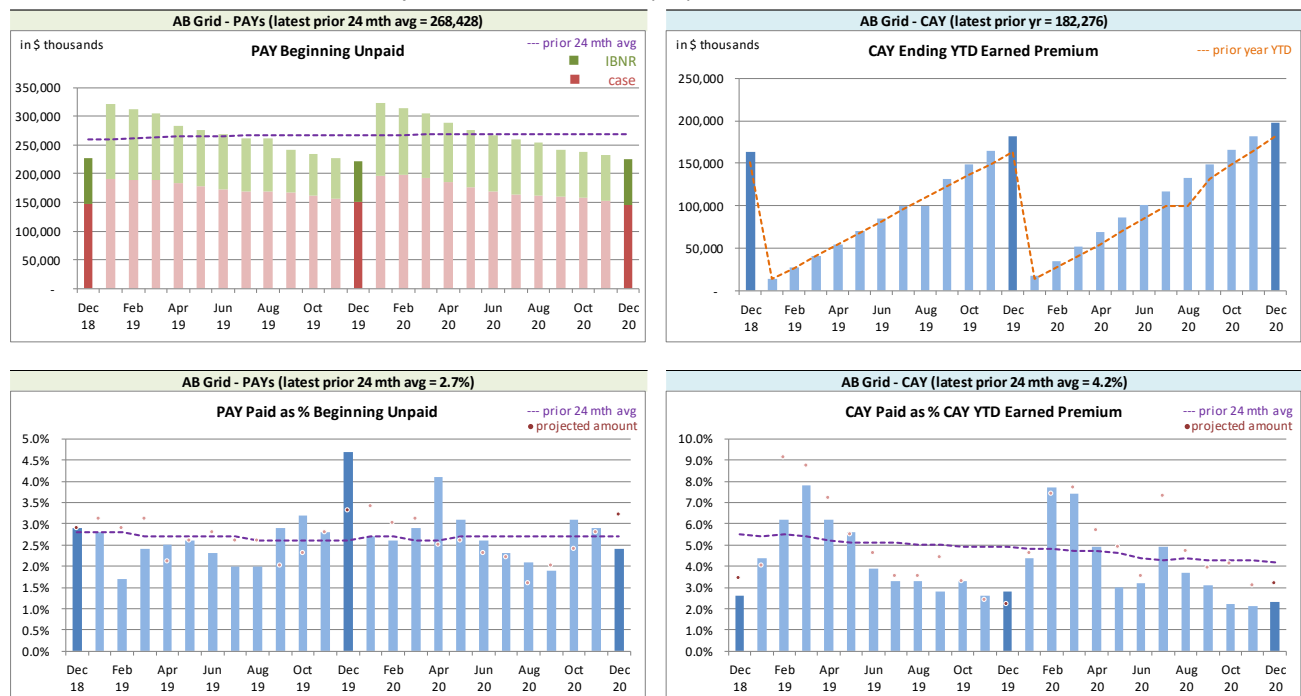 AB Grid - PAYs (latest prior 24 mth avg = 268,428)
in $ thousands
PAY Beginning Unpaid
--- prior 24 mth avg
IBNR
case
350,000
300,000
250,000
200,000
150,000
100,000
50,000
-
Dec Feb Apr Jun Aug Oct Dec Feb Apr Jun Aug Oct Dec
18 19 19 19 19 19 19 20 20 20 20 20 20
AB Grid - CAY (latest prior yr = 182,276)
in $ thousands
CAY Ending YTD Earned Premium
--- prior year YTD
250,000
200,000
150,000
100,000
50,000
-
Dec Feb Apr Jun Aug Oct Dec Feb Apr Jun Aug Oct Dec
18 19 19 19 19 19 19 20 20 20 20 20 20
AB Grid - PAYs (latest prior 24 mth avg = 2.7%)
PAY Paid as % Beginning Unpaid
--- prior 24 mth avg
•projected amount
5.0%
4.5%
4.0%
3.5%
3.0%
2.5%
2.0%
1.5%
1.0%
0.5%
0.0%
Dec Feb Apr Jun Aug Oct Dec Feb Apr Jun Aug Oct Dec
18 19 19 19 19 19 19 20 20 20 20 20 20
AB Grid - CAY (latest prior 24 mth avg = 4.2%)
CAY Paid as % CAY YTD Earned Premium
--- prior 24 mth avg
•projected amount
10.0%
9.0%
8.0%
7.0%
6.0%
5.0%
4.0%
3.0%
2.0%
1.0%
0.0%
Dec Feb Apr Jun Aug Oct Dec Feb Apr Jun Aug Oct Dec
18 19 19 19 19 19 19 20 20 20 20 20 20